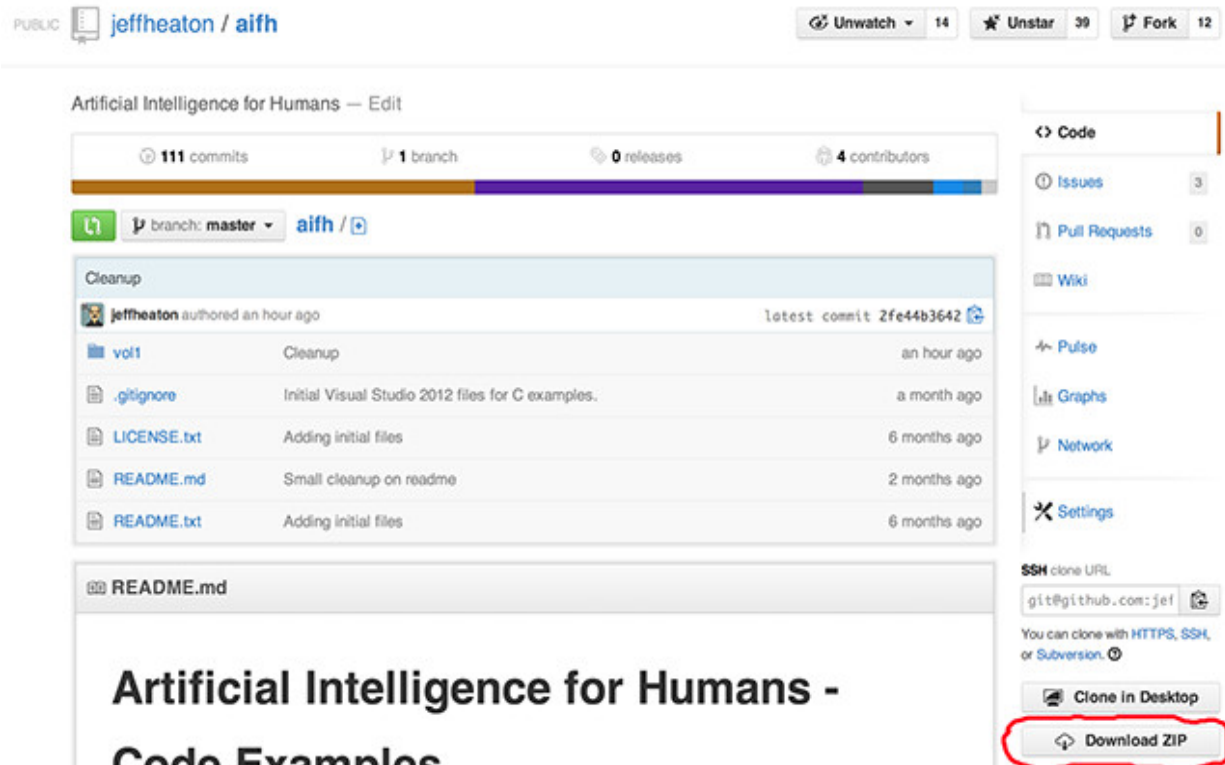 PUBLIC jeffheaton / aifh Unwatch 14 Unstar 39 Fork 12
Artificial Intelligence for Humans — Edit
111 commits 1 branch 0 releases 4 contributors
branch: master aifh /
Cleanup
jeffheaton authored an hour ago latest commit 2fe44b3642
vol1 Cleanup an hour ago
.gitignore Initial Visual Studio 2012 files for C examples. a month ago
LICENSE.txt Adding initial files 6 months ago
README.md Small cleanup on readme 2 months ago
README.txt Adding initial files 6 months ago
README.md
Artificial Intelligence for Humans -
Code Examples
<> Code
Issues 3
Pull Requests 0
Wiki
Pulse
Graphs
Network
Settings
SSH clone URL
git@github.com:jef
You can clone with HTTPS, SSH,
or Subversion.
Clone in Desktop
Download ZIP